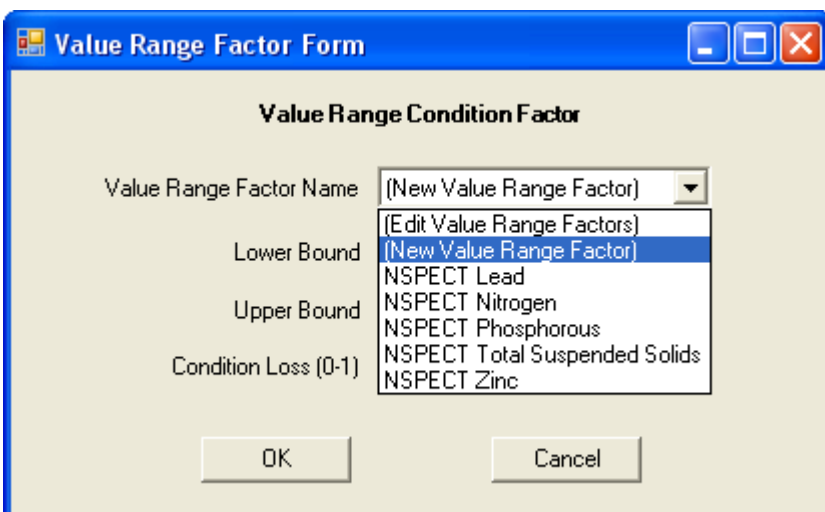 Value Range Factor Form
Value Range Condition Factor
Value Range Factor Name (New Value Range Factor)
(Edit Value Range Factors)
Lower Bound (New Value Range Factor)
NSPECT Lead
Upper Bound NSPECT Nitrogen
NSPECT Phosphorous
Condition Loss (0-1) NSPECT Total Suspended Solids
NSPECT Zinc
OK Cancel